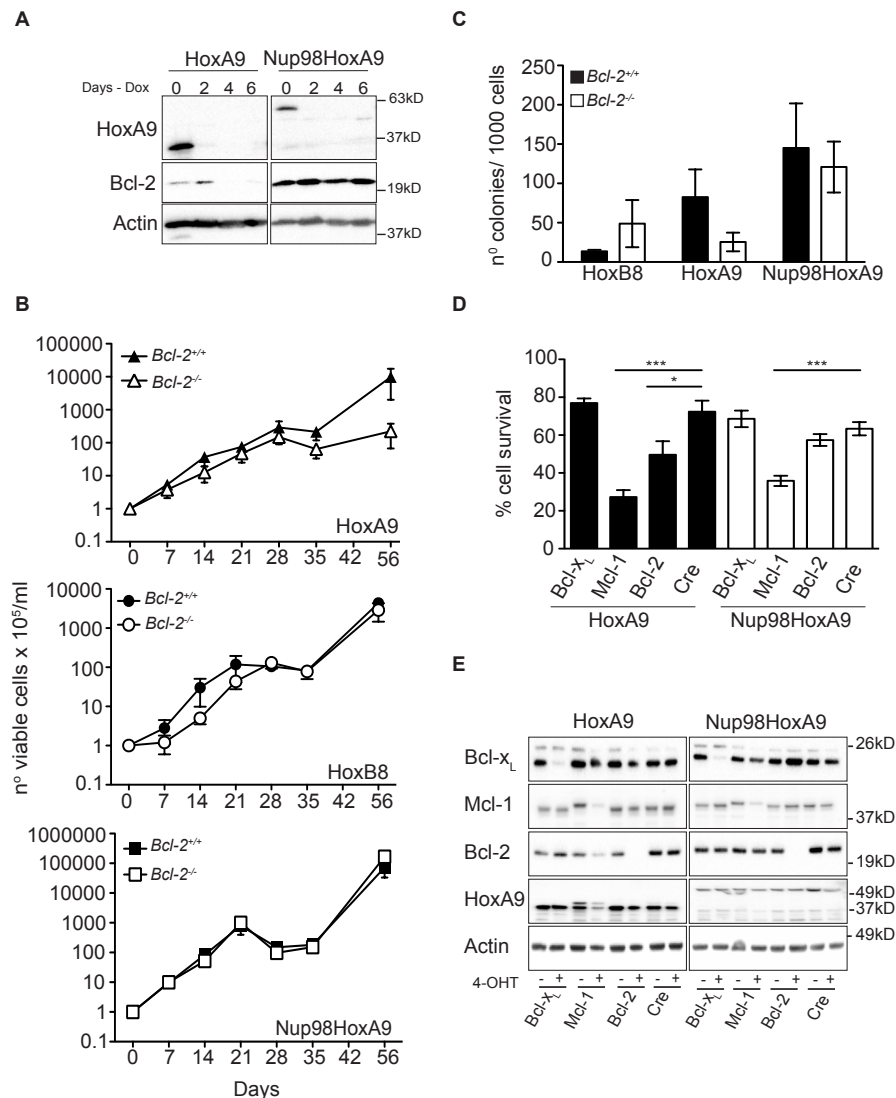 A
HoxA9 Nup98HoxA9
Days - Dox 0 2 4 6 0 2 4 6
HoxA9
63kD
37kD
Bcl-2
19kD
Actin
37kD
B
100000
10000
1000
100
10
1
0.1
Bcl-2+/+
Bcl-2-/-
HoxA9
0 7 14 21 28 35 42 56
10000
1000
100
10
1
0.1
Bcl-2+/+
Bcl-2-/-
HoxB8
0 7 14 21 28 35 42 56
10000000
1000000
10000
1000
100
10
1
0.1
Bcl-2+/+
Bcl-2-/-
Nup98HoxA9
0 7 14 21 28 35 42 56
Days
nº viable cells x 10⁵/ml
C
n⁰ colonies/ 1000 cells
250
200
150
100
50
0
Bcl-2+/+
Bcl-2-/-
HoxB8 HoxA9 Nup98HoxA9
D
% cell survival
100
80
60
40
20
0
*** * ***
Bcl-xL Mcl-1 Bcl-2 Cre Bcl-xL Mcl-1 Bcl-2 Cre
HoxA9 Nup98HoxA9
E
HoxA9 Nup98HoxA9
Bcl-xL
26kD
Mcl-1
37kD
Bcl-2
19kD
HoxA9
49kD
37kD
Actin
49kD
4-OHT - + - + - + - + - + - + - + - +
Bcl-xL Mcl-1 Bcl-2 Cre Bcl-xL Mcl-1 Bcl-2 Cre